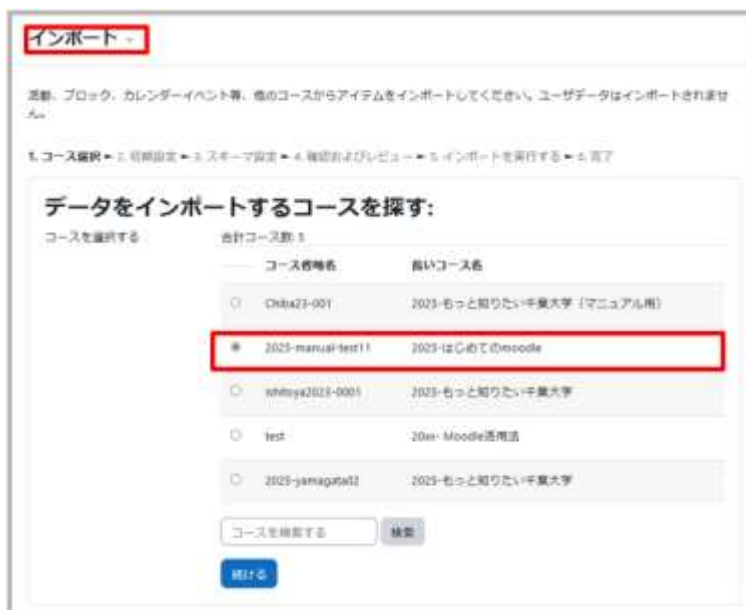 インポート
活動、ブロック、カレンダーイベント等、他のコースからアイテムをインポートしてください。ユーザデータはインポートされませ
ん。
1. コース選択 ► 2. 初期設定 ► 3. スキーマ設定 ► 4. 確認およびレビュー ► 5. インポートを実行する ► 6. 完了
データをインポートするコースを探す:
コースを選択する 合計コース数: 5
コース省略名 長いコース名
Chiba23-001 2023-もっと知りたい千葉大学（マニュアル用）
2025-manual-test11 2025-はじめてのmoodle
2023-もっと知りたい千葉大学
test 20xx- Moodle活用法
2025-yamagata02 2025-もっと知りたい千葉大学
コースを検索する 検索
続ける